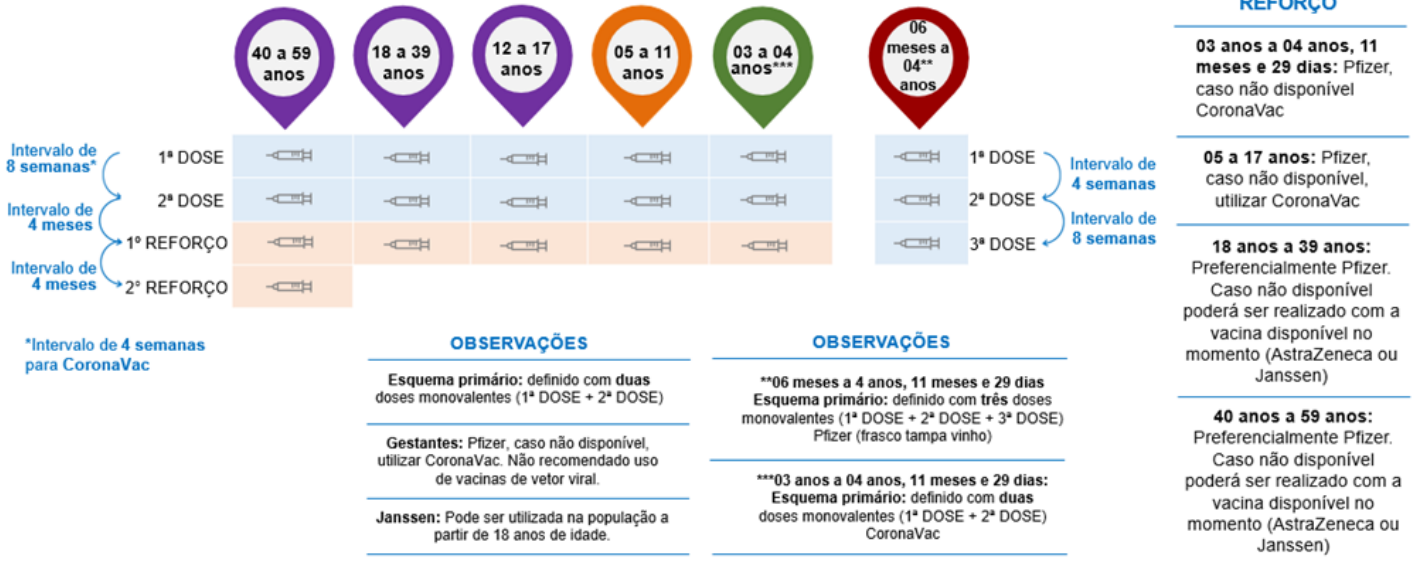 40 a 59
anos
18 a 39
anos
12 a 17
anos
05 a 11
anos
03 a 04
anos***
06
meses a
04**
anos
Intervalo de
8 semanas*
Intervalo de
4 meses
Intervalo de
4 meses
1ª DOSE
2ª DOSE
1º REFORÇO
2° REFORÇO
1ª DOSE
2ª DOSE
3ª DOSE
Intervalo de
4 semanas
Intervalo de
8 semanas
*Intervalo de 4 semanas
para CoronaVac
OBSERVAÇÕES
Esquema primário: definido com duas
doses monovalentes (1ª DOSE + 2ª DOSE)
Gestantes: Pfizer, caso não disponível,
utilizar CoronaVac. Não recomendado uso
de vacinas de vetor viral.
Janssen: Pode ser utilizada na população a
partir de 18 anos de idade.
OBSERVAÇÕES
**06 meses a 4 anos, 11 meses e 29 dias
Esquema primário: definido com três doses
monovalentes (1ª DOSE + 2ª DOSE + 3ª DOSE)
Pfizer (frasco tampa vinho)
***03 anos a 04 anos, 11 meses e 29 dias:
Esquema primário: definido com duas
doses monovalentes (1ª DOSE + 2ª DOSE)
CoronaVac
REFORÇO
03 anos a 04 anos, 11
meses e 29 dias: Pfizer,
caso não disponível
CoronaVac
05 a 17 anos: Pfizer,
caso não disponível,
utilizar CoronaVac
18 anos a 39 anos:
Preferencialmente Pfizer.
Caso não disponível
poderá ser realizado com a
vacina disponível no
momento (AstraZeneca ou
Janssen)
40 anos a 59 anos:
Preferencialmente Pfizer.
Caso não disponível
poderá ser realizado com a
vacina disponível no
momento (AstraZeneca ou
Janssen)